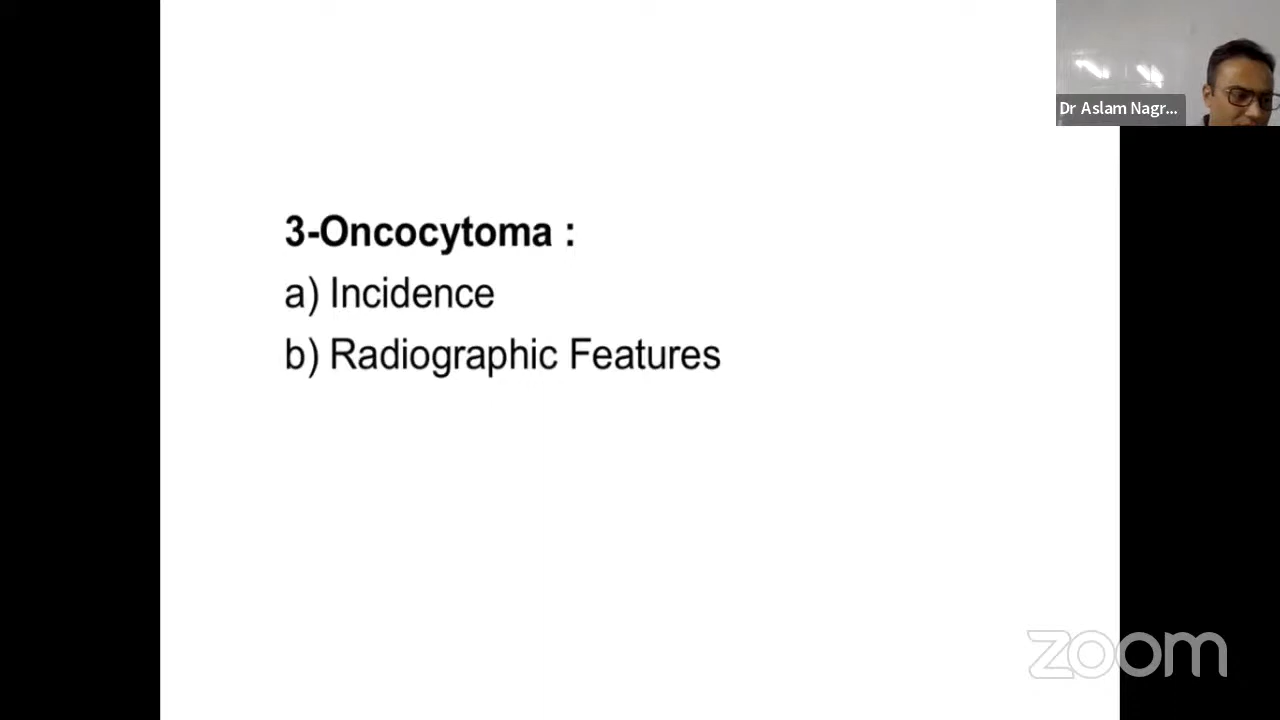 Dr Aslam Nagr...
3-Oncocytoma :
a) Incidence
b) Radiographic Features
zoom